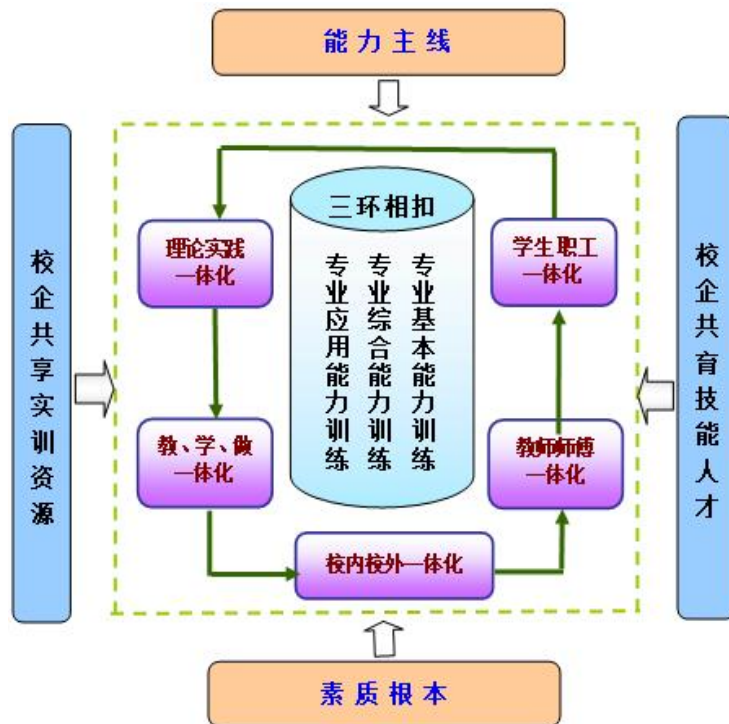 能力主线
校企共享实训资源
三环相扣
专业应用能力训练
专业综合能力训练
专业基本能力训练
理论实践
一体化
教、学、做
一体化
校内校外一体化
教师师傅
一体化
学生职工
一体化
校企共育技能人才
素质根本